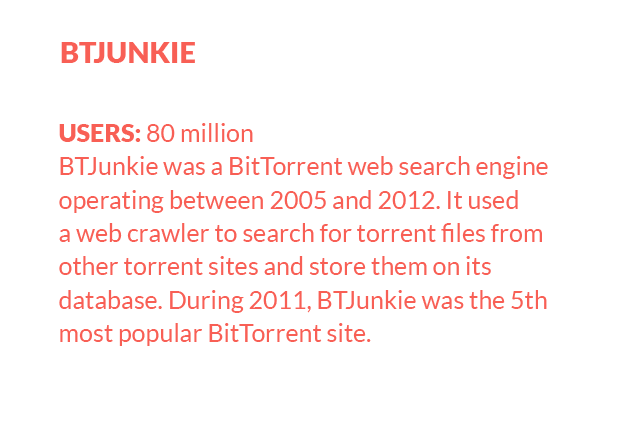 BTJUNKIE
USERS: 80 million
BTJunkie was a BitTorrent web search engine
operating between 2005 and 2012. It used
a web crawler to search for torrent files from
other torrent sites and store them on its
database. During 2011, BTJunkie was the 5th
most popular BitTorrent site.